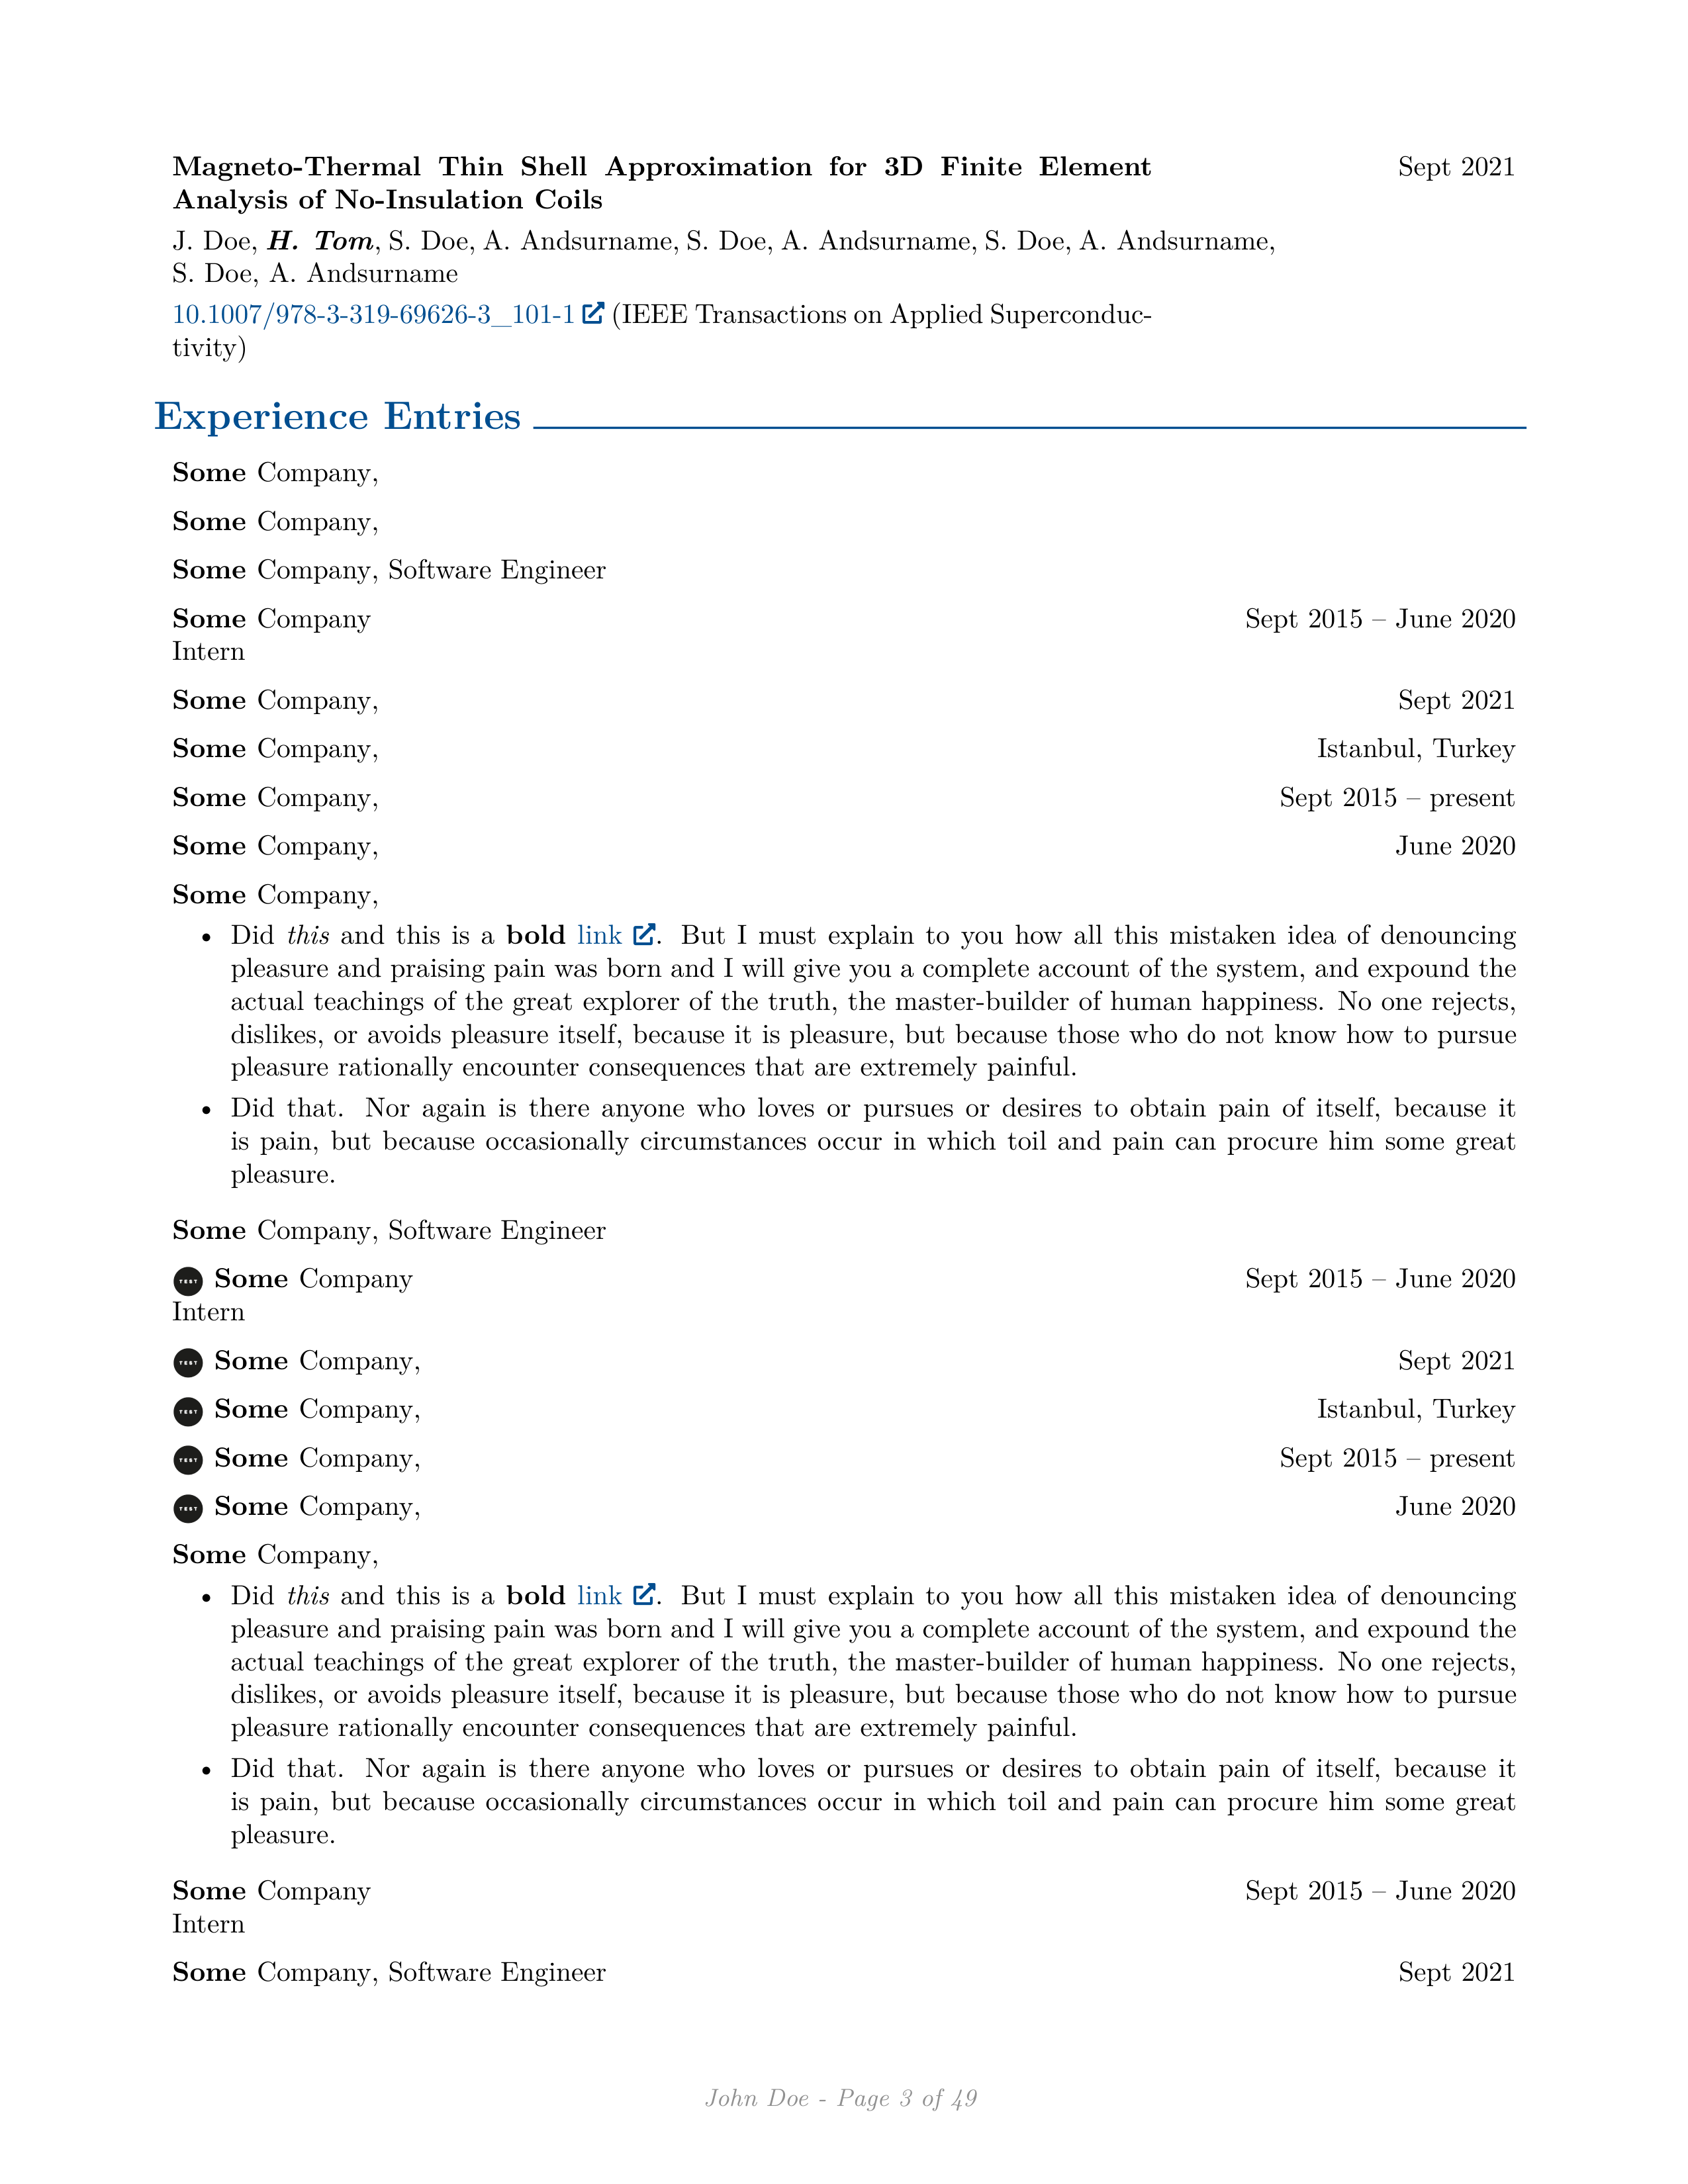 Magneto-Thermal Thin Shell Approximation for 3D Finite Element Sept 2021
Analysis of No-Insulation Coils
J. Doe, H. Tom, S. Doe, A. Andsurname, S. Doe, A. Andsurname, S. Doe, A. Andsurname,
S. Doe, A. Andsurname
10.1007/978-3-319-69626-3_101-1 (IEEE Transactions on Applied Superconduc-
tivity)
Experience Entries
Some Company,
Some Company,
Some Company, Software Engineer
Some Company Sept 2015 – June 2020
Intern
Some Company, Sept 2021
Some Company, Istanbul, Turkey
Some Company, Sept 2015 – present
Some Company, June 2020
Some Company,
• Did this and this is a bold link. But I must explain to you how all this mistaken idea of denouncing
pleasure and praising pain was born and I will give you a complete account of the system, and expound the
actual teachings of the great explorer of the truth, the master-builder of human happiness. No one rejects,
dislikes, or avoids pleasure itself, because it is pleasure, but because those who do not know how to pursue
pleasure rationally encounter consequences that are extremely painful.
• Did that. Nor again is there anyone who loves or pursues or desires to obtain pain of itself, because it
is pain, but because occasionally circumstances occur in which toil and pain can procure him some great
pleasure.
Some Company, Software Engineer
TEST Some Company Sept 2015 – June 2020
Intern
TEST Some Company, Sept 2021
TEST Some Company, Istanbul, Turkey
TEST Some Company, Sept 2015 – present
TEST Some Company, June 2020
Some Company,
• Did this and this is a bold link. But I must explain to you how all this mistaken idea of denouncing
pleasure and praising pain was born and I will give you a complete account of the system, and expound the
actual teachings of the great explorer of the truth, the master-builder of human happiness. No one rejects,
dislikes, or avoids pleasure itself, because it is pleasure, but because those who do not know how to pursue
pleasure rationally encounter consequences that are extremely painful.
• Did that. Nor again is there anyone who loves or pursues or desires to obtain pain of itself, because it
is pain, but because occasionally circumstances occur in which toil and pain can procure him some great
pleasure.
Some Company Sept 2015 – June 2020
Intern
Some Company, Software Engineer Sept 2021
John Doe - Page 3 of 49